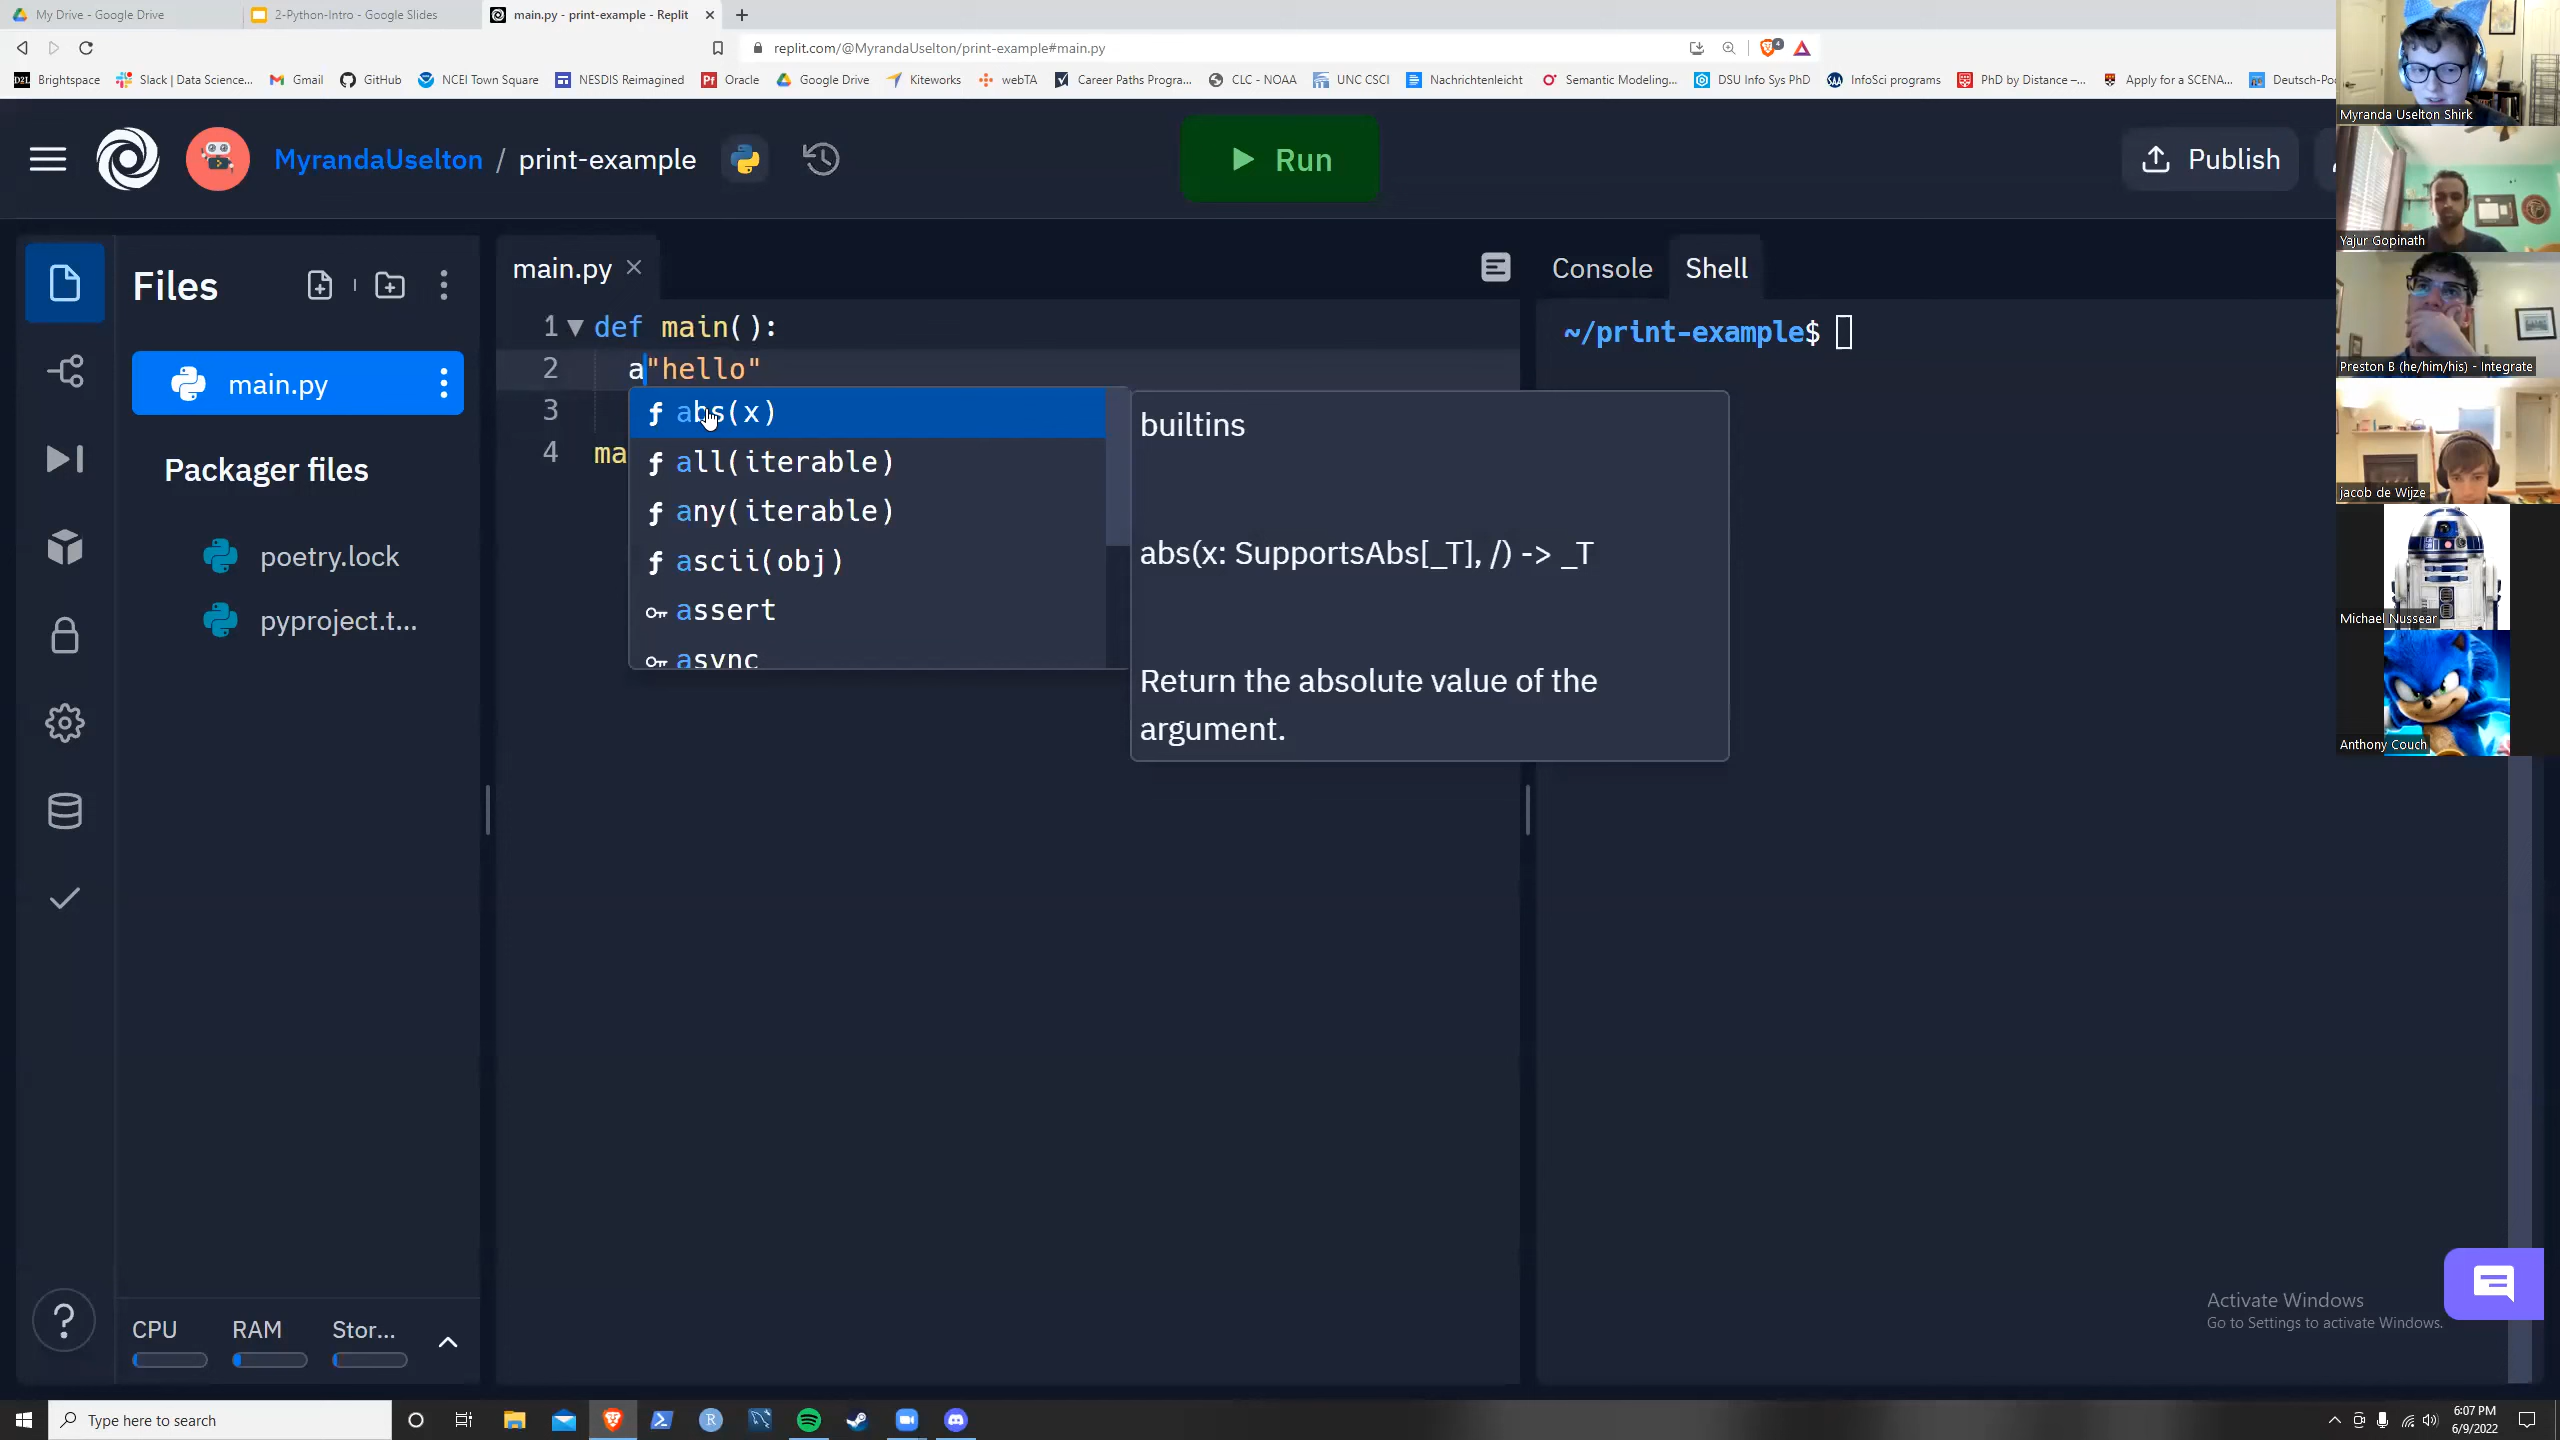 My Drive - Google Drive
2-Python-Intro - Google Slides
main.py - print-example - Replit
replit.com/@MyrandaUselton/print-example#main.py
4
Brightspace
Slack | Data Science...
Gmail
GitHub
NCEI Town Square
NESDIS Reimagined
Oracle
Google Drive
Kiteworks
webTA
Career Paths Progra...
CLC - NOAA
UNC CSCI
Nachrichtenleicht
Semantic Modeling...
DSU Info Sys PhD
InfoSci programs
PhD by Distance –...
Apply for a SCENA...
Deutsch-Po
Myranda Uselton Shirk
MyrandaUselton / print-example
Run
Publish
Yajur Gopinath
Files
main.py
Console
Shell
1 def main():
2 a"hello"
3
4 ma
~/print-example$
Preston B (he/him/his) - Integrate
main.py
abs(x)
all(iterable)
any(iterable)
ascii(obj)
assert
async
builtins
abs(x: SupportsAbs[_T], /) -> _T
Return the absolute value of the
argument.
Packager files
poetry.lock
pyproject.t...
jacob de Wijze
Michael Nussear
Anthony Couch
CPU
RAM
Stor...
Activate Windows
Go to Settings to activate Windows.
Type here to search
6:07 PM
6/9/2022